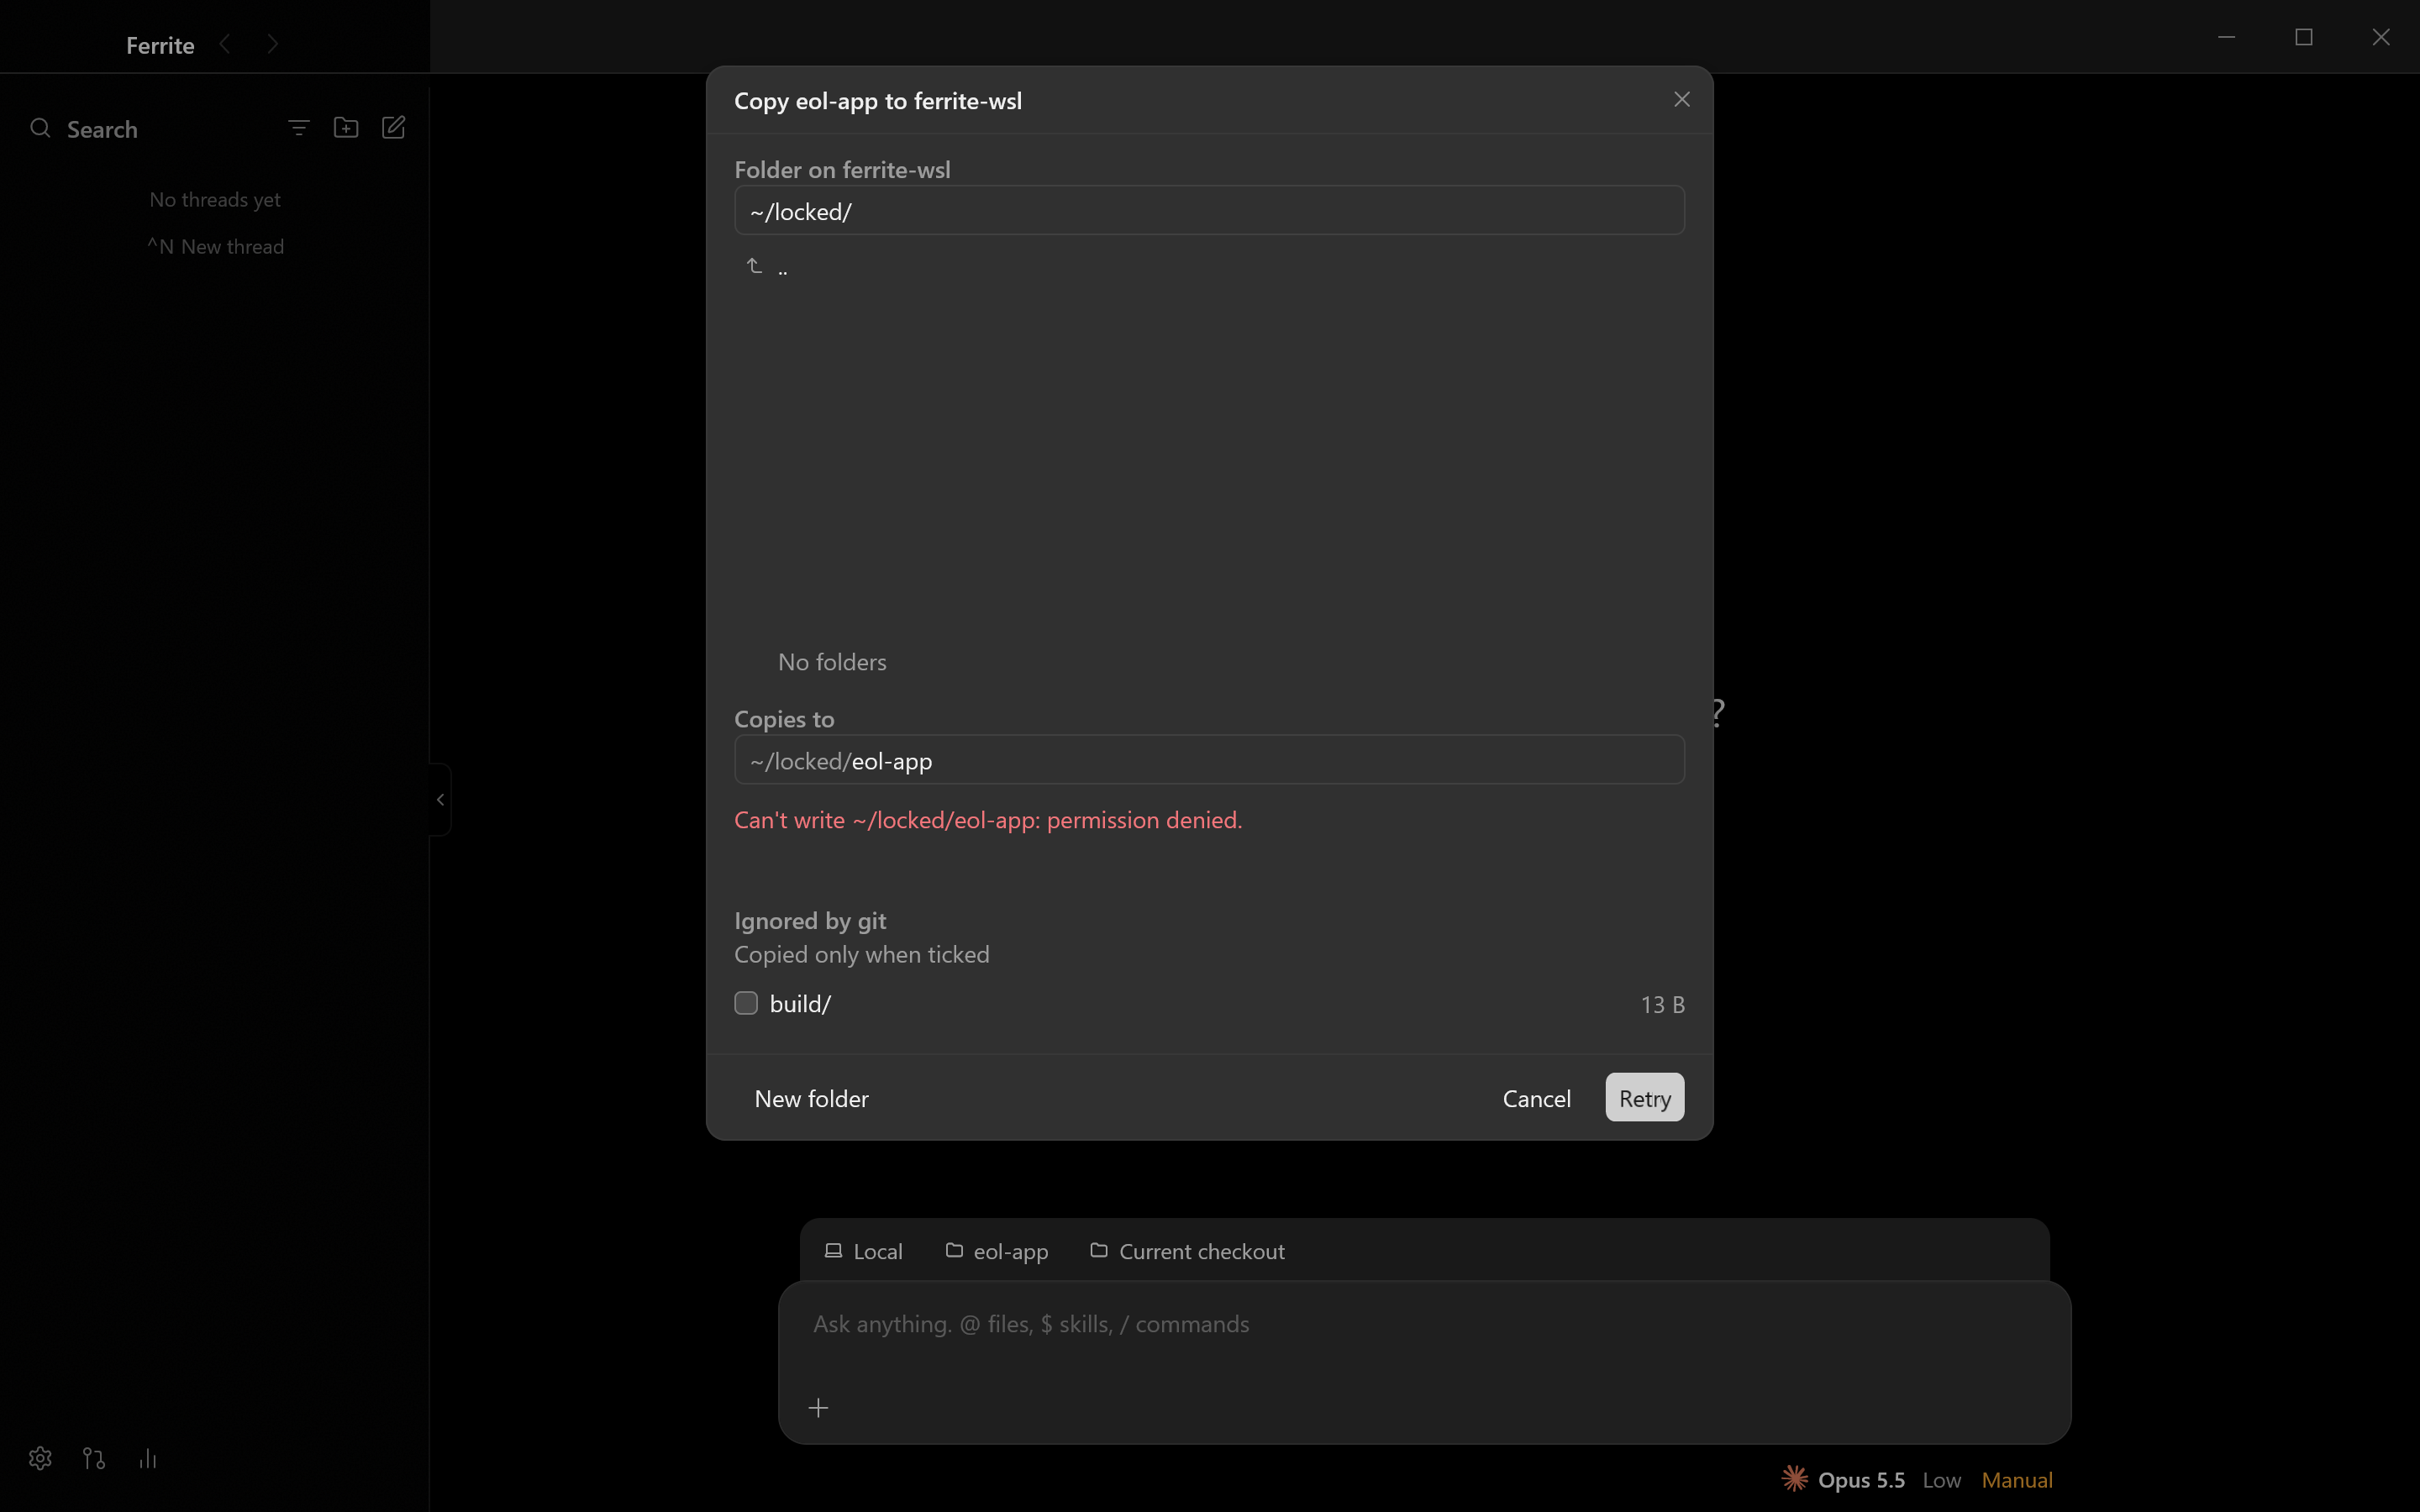 Ferrite
Search
No threads yet
^N New thread
Copy eol-app to ferrite-wsl
Folder on ferrite-wsl
~/locked/
..
No folders
?
Copies to
~/locked/eol-app
Can't write ~/locked/eol-app: permission denied.
Ignored by git
Copied only when ticked
build/ 13 B
New folder Cancel Retry
Local eol-app Current checkout
Ask anything. @ files, $ skills, / commands
Opus 5.5 Low Manual